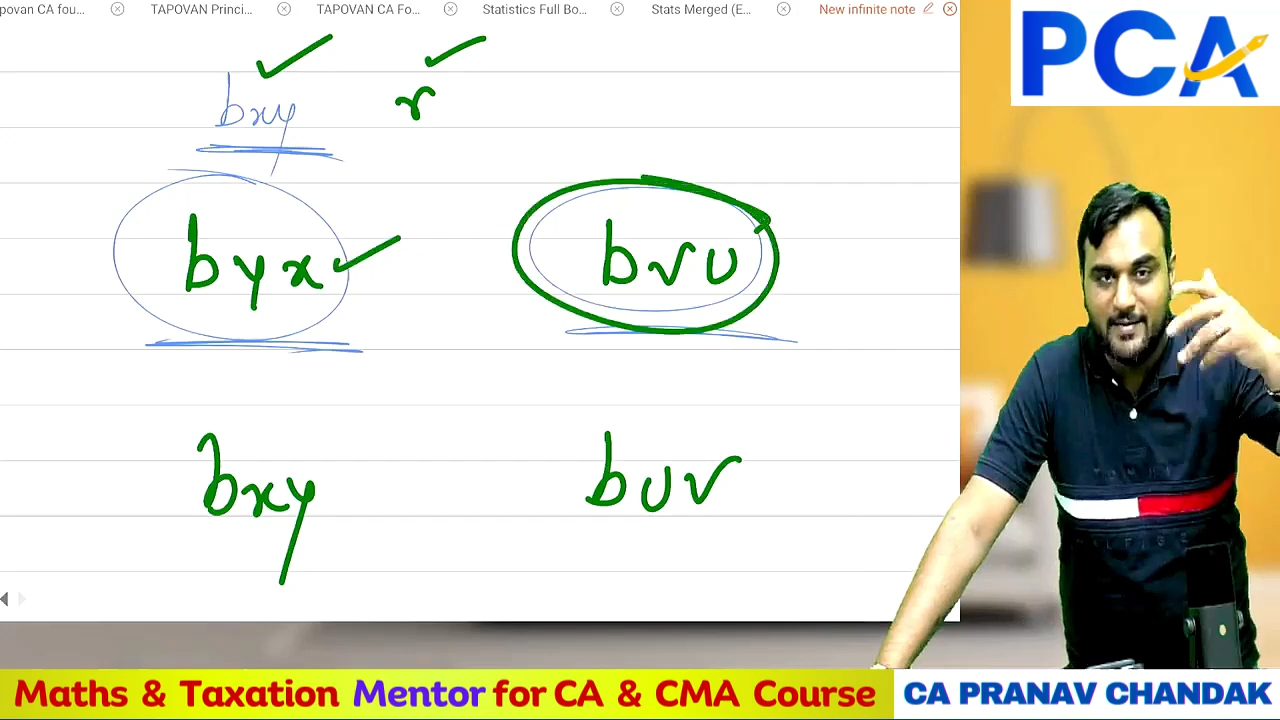 povan CA fou... TAPOVAN Princi... TAPOVAN CA Fo... Statistics Full Bo... Stats Merged (E... New infinite note
PCA
bxy r
byx bvu
bxy buv
Maths & Taxation Mentor for CA & CMA Course CA PRANAV CHANDAK